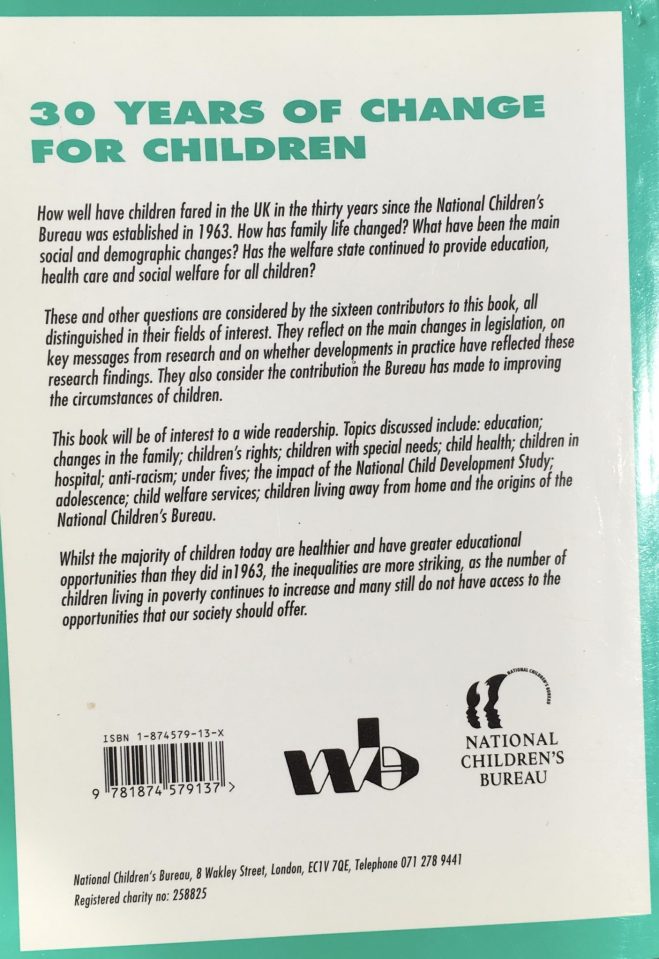 30 YEARS OF CHANGE
FOR CHILDREN
How well have children fared in the UK in the thirty years since the National Children's
Bureau was established in 1963. How has family life changed? What have been the main
social and demographic changes? Has the welfare state continued to provide education,
health care and social welfare for all children?
These and other questions are considered by the sixteen contributors to this book, all
distinguished in their fields of interest. They reflect on the main changes in legislation, on
key messages from research and on whether developments in practice have reflected these
research findings. They also consider the contribution the Bureau has made to improving
the circumstances of children.
This book will be of interest to a wide readership. Topics discussed include: education;
changes in the family; children's rights; children with special needs; child health; children in
hospital; anti-racism; under fives; the impact of the National Child Development Study;
adolescence; child welfare services; children living away from home and the origins of the
National Children's Bureau.
Whilst the majority of children today are healthier and have greater educational
opportunities than they did in1963, the inequalities are more striking, as the number of
children living in poverty continues to increase and many still do not have access to the
opportunities that our society should offer.
ISBN 1-874579-13-X
9 781874 579137 >
wb
NATIONAL CHILDREN'S BUREAU
NATIONAL
CHILDREN'S
BUREAU
National Children's Bureau, 8 Wakley Street, London, EC1V 7QE, Telephone 071 278 9441
Registered charity no: 258825